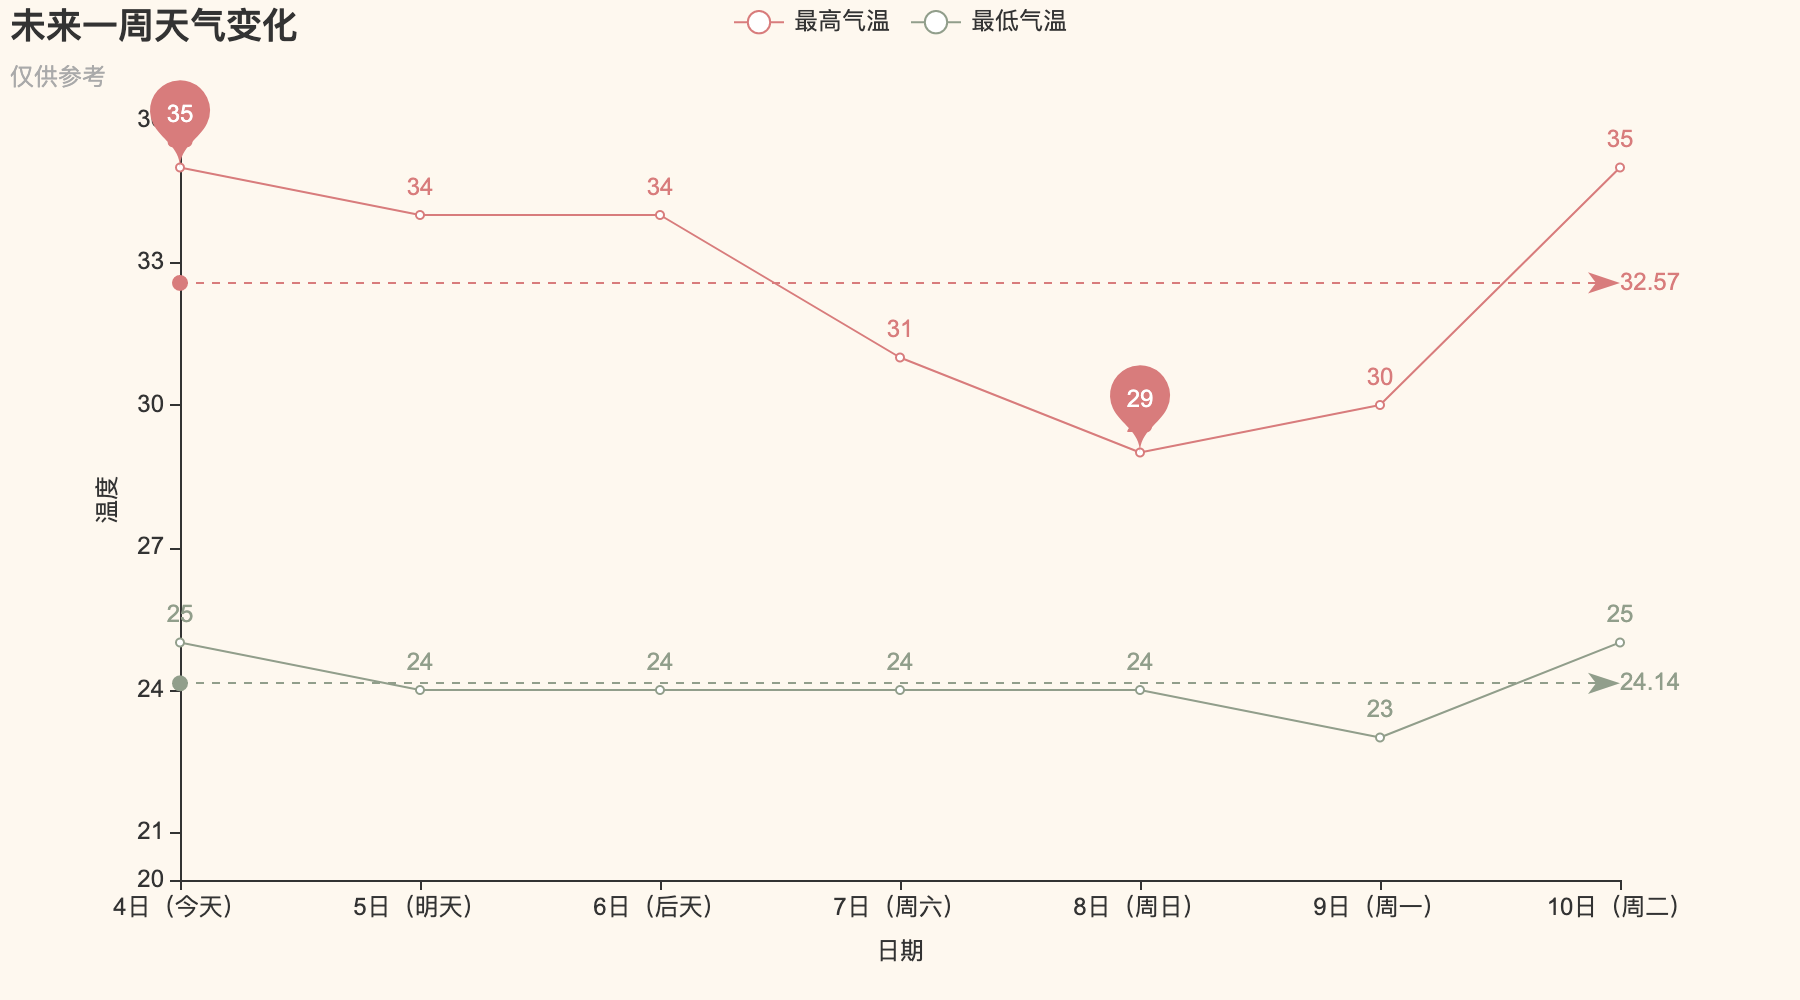 未来一周天气变化
仅供参考
最高气温
最低气温
35
34
34
31
29
30
35
32.57
25
24
24
24
24
23
25
24.14
33
30
27
24
21
20
温度
4日（今天）
5日（明天）
6日（后天）
7日（周六）
8日（周日）
9日（周一）
10日（周二）
日期